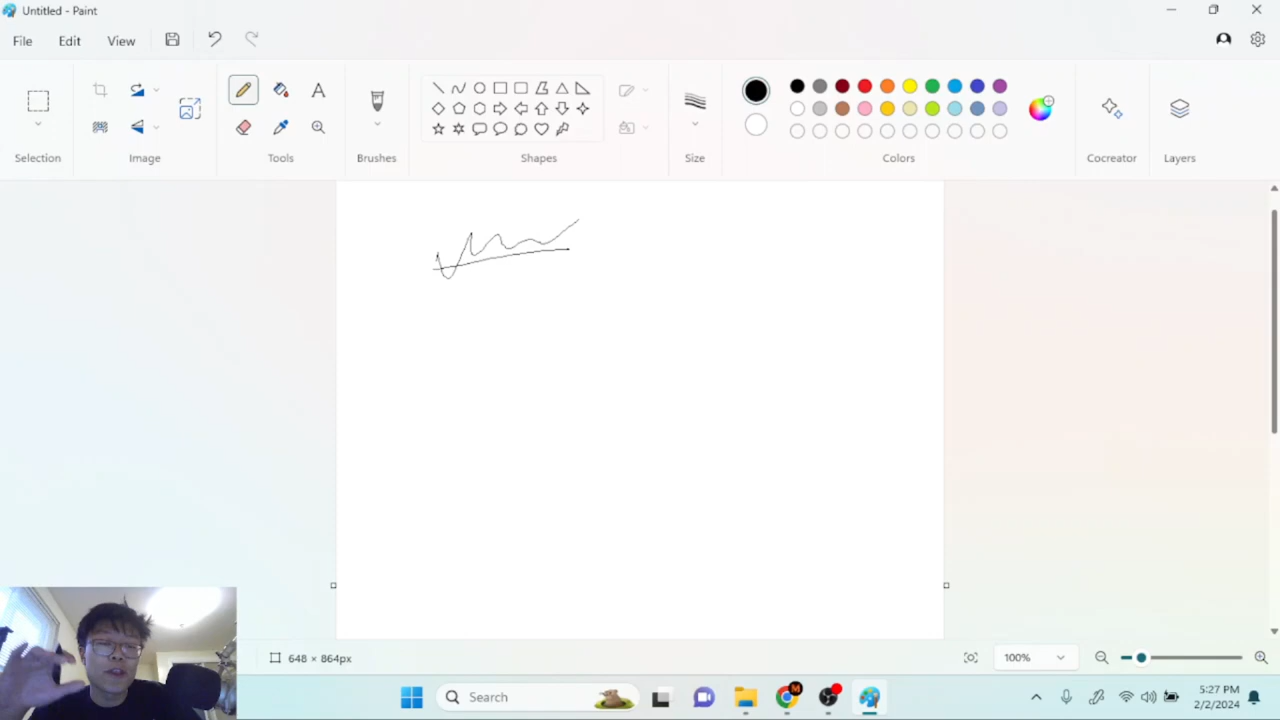 Untitled - Paint
File Edit View
Selection Image Tools Brushes Shapes Size Colors Cocreator Layers
648 × 864px 100%
Search 5:27 PM
2/2/2024